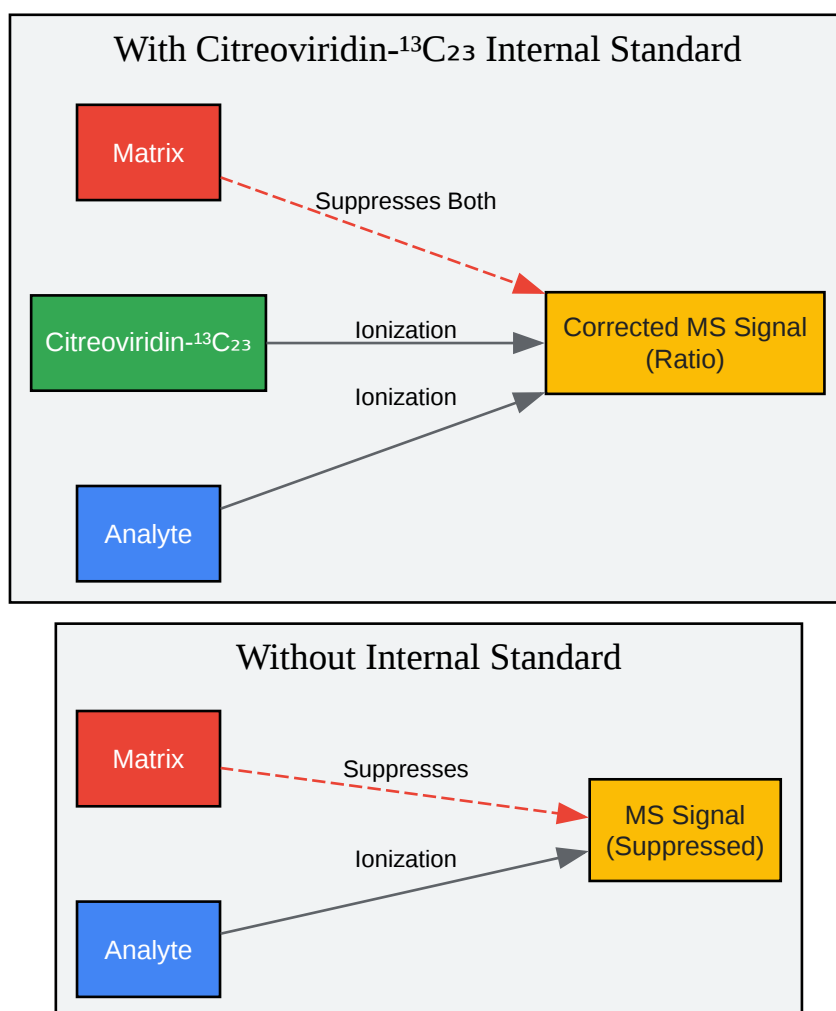 With Citreoviridin-¹³C₂₃ Internal Standard
Matrix
Suppresses Both
Citreoviridin-¹³C₂₃
Ionization
Corrected MS Signal
(Ratio)
Ionization
Analyte
Without Internal Standard
Matrix
Suppresses
MS Signal
(Suppressed)
Ionization
Analyte